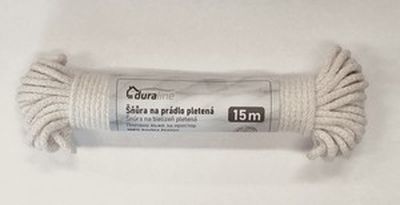 duraline
Šňůra na prádlo pletená
Šnúra na bielizeň pletená
15m